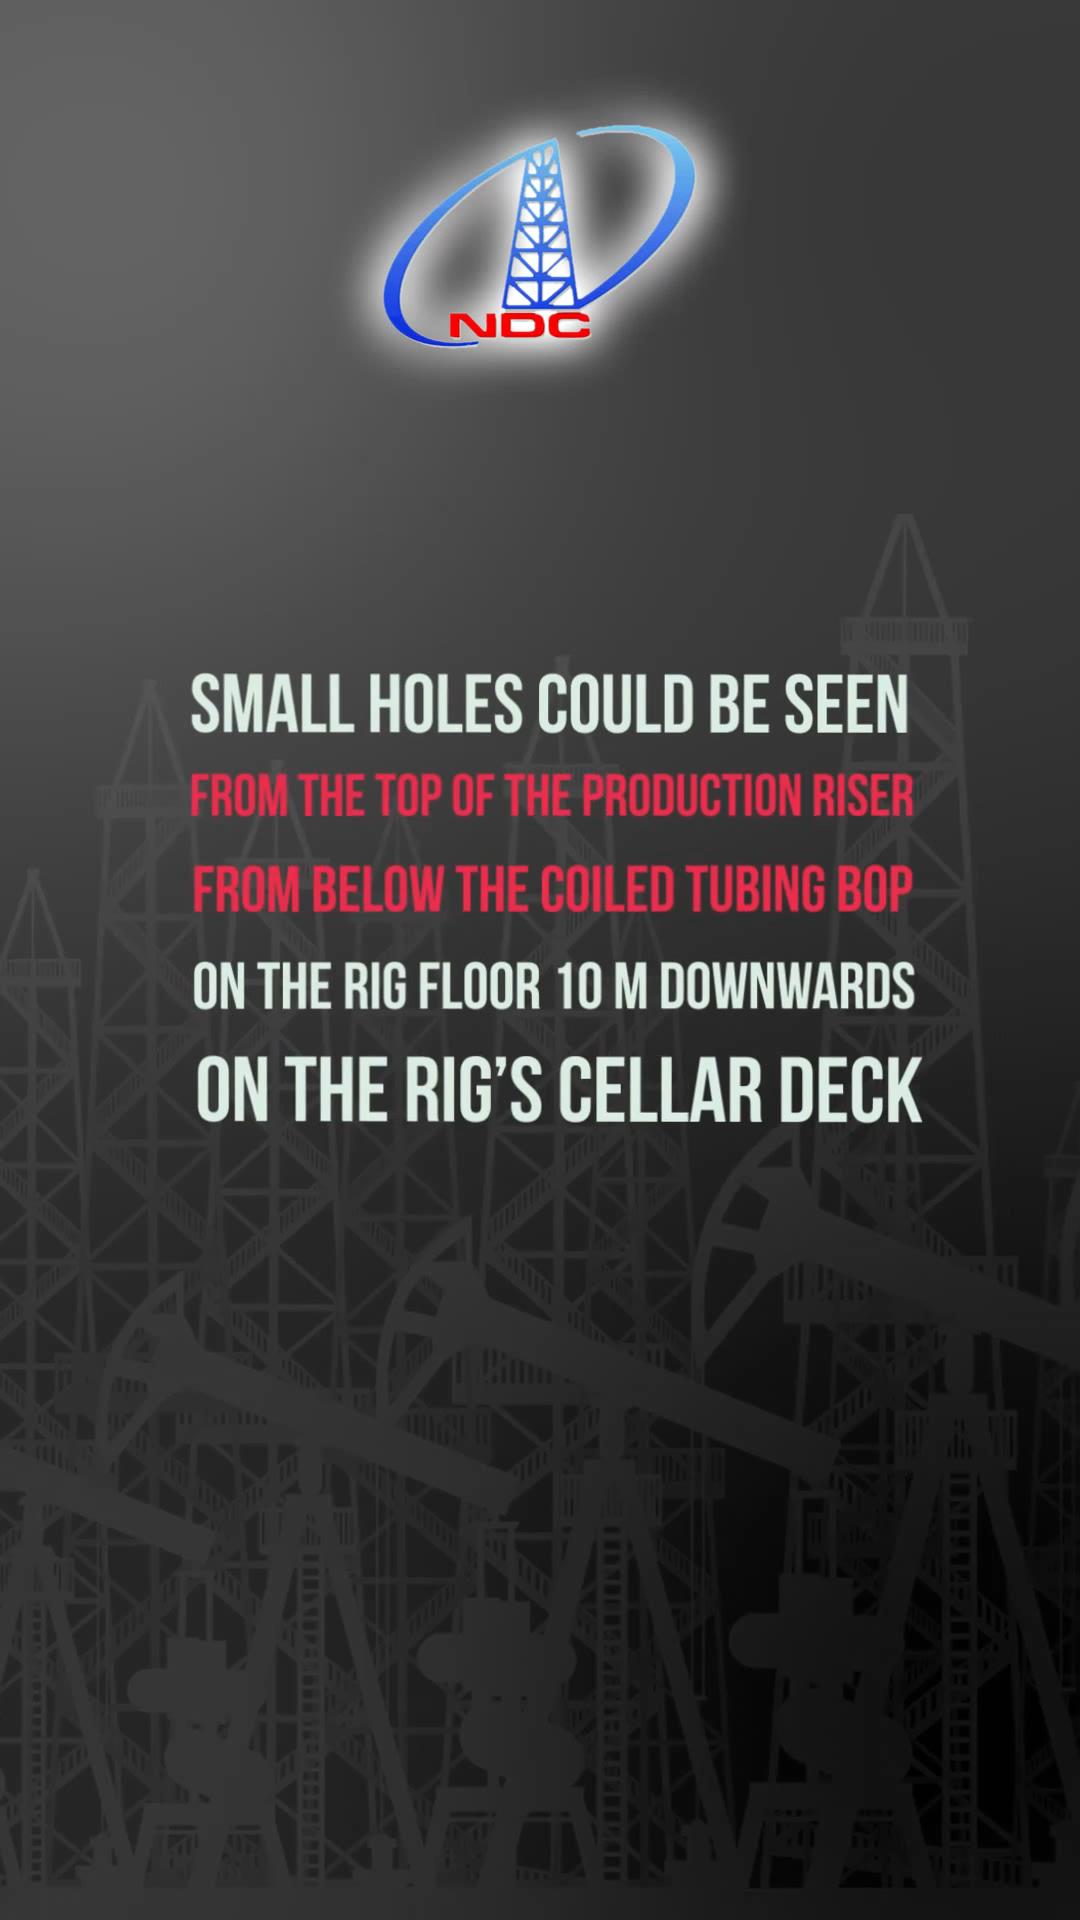 NDC
SMALL HOLES COULD BE SEEN
FROM THE TOP OF THE PRODUCTION RISER
FROM BELOW THE COILED TUBING BOP
ON THE RIG FLOOR 10 M DOWNWARDS
ON THE RIG’S CELLAR DECK